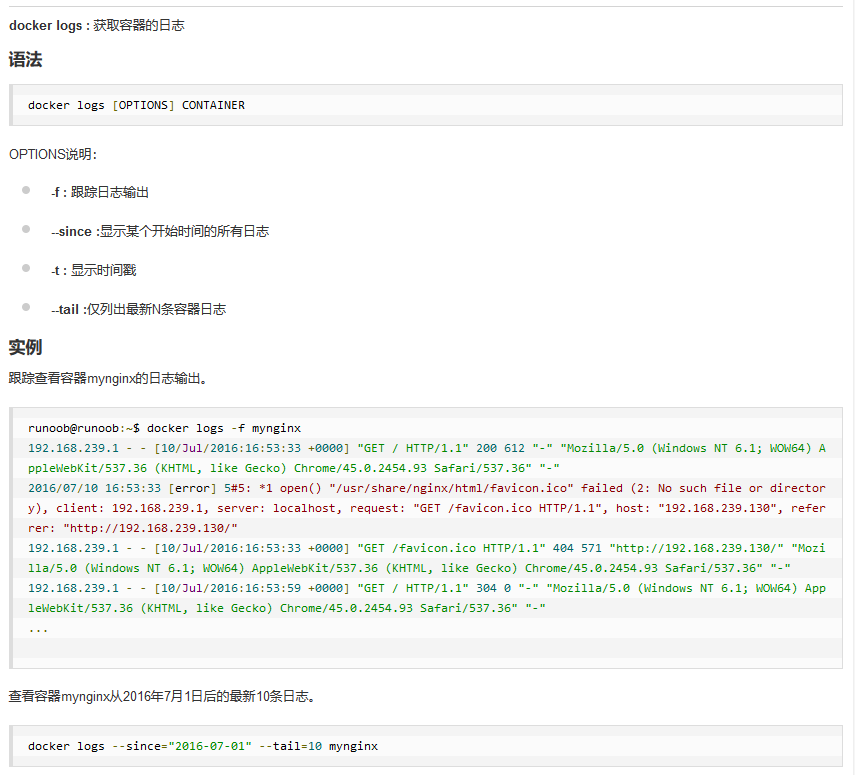 docker logs : 获取容器的日志
语法
docker logs [OPTIONS] CONTAINER
OPTIONS说明：
-f : 跟踪日志输出
--since :显示某个开始时间的所有日志
-t : 显示时间戳
--tail :仅列出最新N条容器日志
实例
跟踪查看容器mynginx的日志输出。
runoob@runoob:~$ docker logs -f mynginx
192.168.239.1 - - [10/Jul/2016:16:53:33 +0000] "GET / HTTP/1.1" 200 612 "-" "Mozilla/5.0 (Windows NT 6.1; WOW64) A
ppleWebKit/537.36 (KHTML, like Gecko) Chrome/45.0.2454.93 Safari/537.36" "-"
2016/07/10 16:53:33 [error] 5#5: *1 open() "/usr/share/nginx/html/favicon.ico" failed (2: No such file or director
y), client: 192.168.239.1, server: localhost, request: "GET /favicon.ico HTTP/1.1", host: "192.168.239.130", refer
rer: "http://192.168.239.130/"
192.168.239.1 - - [10/Jul/2016:16:53:33 +0000] "GET /favicon.ico HTTP/1.1" 404 571 "http://192.168.239.130/" "Mozi
lla/5.0 (Windows NT 6.1; WOW64) AppleWebKit/537.36 (KHTML, like Gecko) Chrome/45.0.2454.93 Safari/537.36" "-"
192.168.239.1 - - [10/Jul/2016:16:53:59 +0000] "GET / HTTP/1.1" 304 0 "-" "Mozilla/5.0 (Windows NT 6.1; WOW64) App
leWebKit/537.36 (KHTML, like Gecko) Chrome/45.0.2454.93 Safari/537.36" "-"
...
查看容器mynginx从2016年7月1日后的最新10条日志。
docker logs --since="2016-07-01" --tail=10 mynginx